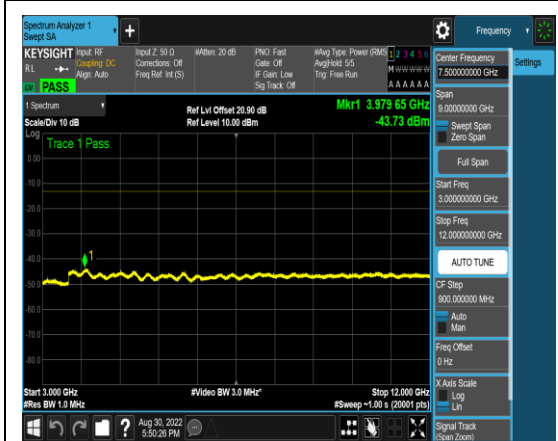 Spectrum Analyzer 1
Swept SA
+
Frequency
KEYSIGHT
RL
PASS
Input: RF
Coupling: DC
Align: Auto
Input Z: 50 Ω
Corrections: Off
Freq Ref: Int (S)
#Atten: 20 dB
PNO: Fast
Gate: Off
IF Gain: Low
Sig Track: Off
#Avg Type: Power (RMS
Avg|Hold: 5/5
Trig: Free Run
1 2 3 4 5 6
M W W W W W
A A A A A A
1 Spectrum
Scale/Div 10 dB
Ref Lvl Offset 20.90 dB
Ref Level 10.00 dBm
Mkr1 3.979 65 GHz
-43.73 dBm
Log
Trace 1 Pass
0.00
-10.0
-20.0
-30.0
-40.0
-50.0
-60.0
-70.0
-80.0
1
Start 3.000 GHz
#Res BW 1.0 MHz
#Video BW 3.0 MHz*
Stop 12.000 GHz
#Sweep ~1.00 s (20001 pts)
?
Aug 30, 2022
5:50:26 PM
Center Frequency
7.500000000 GHz
Span
9.00000000 GHz
Swept Span
Zero Span
Full Span
Start Freq
3.000000000 GHz
Stop Freq
12.000000000 GHz
AUTO TUNE
CF Step
900.000000 MHz
Auto
Man
Freq Offset
0 Hz
X Axis Scale
Log
Lin
Signal Track
(Span Zoom)
Settings